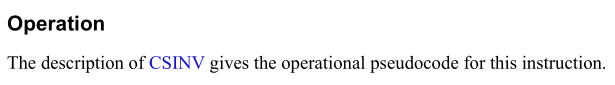 Operation
The description of CSINV gives the operational pseudocode for this instruction.